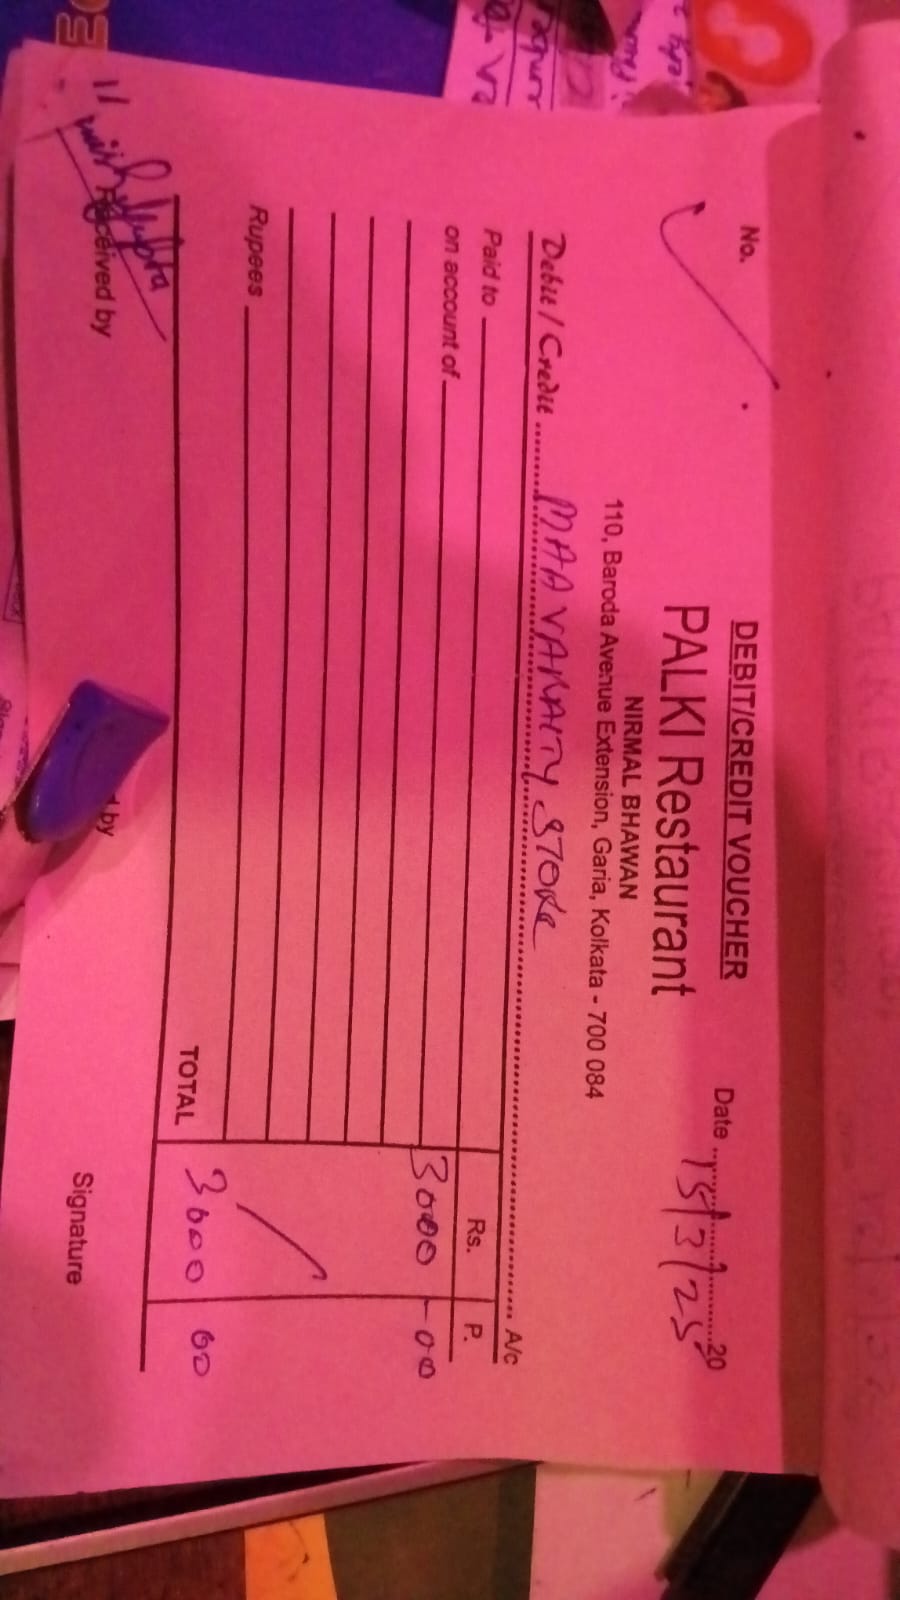 DEBIT/CREDIT VOUCHER
No.
Date 15/3/25 20
PALKI Restaurant
NIRMAL BHAWAN
110, Baroda Avenue Extension, Garia, Kolkata - 700 084
Debit / Credit MAA VARAITY STORE A/c
Paid to
Rs. P.
on account of
3000 - 00
Rupees
TOTAL 3000 00
Received by
by
Signature